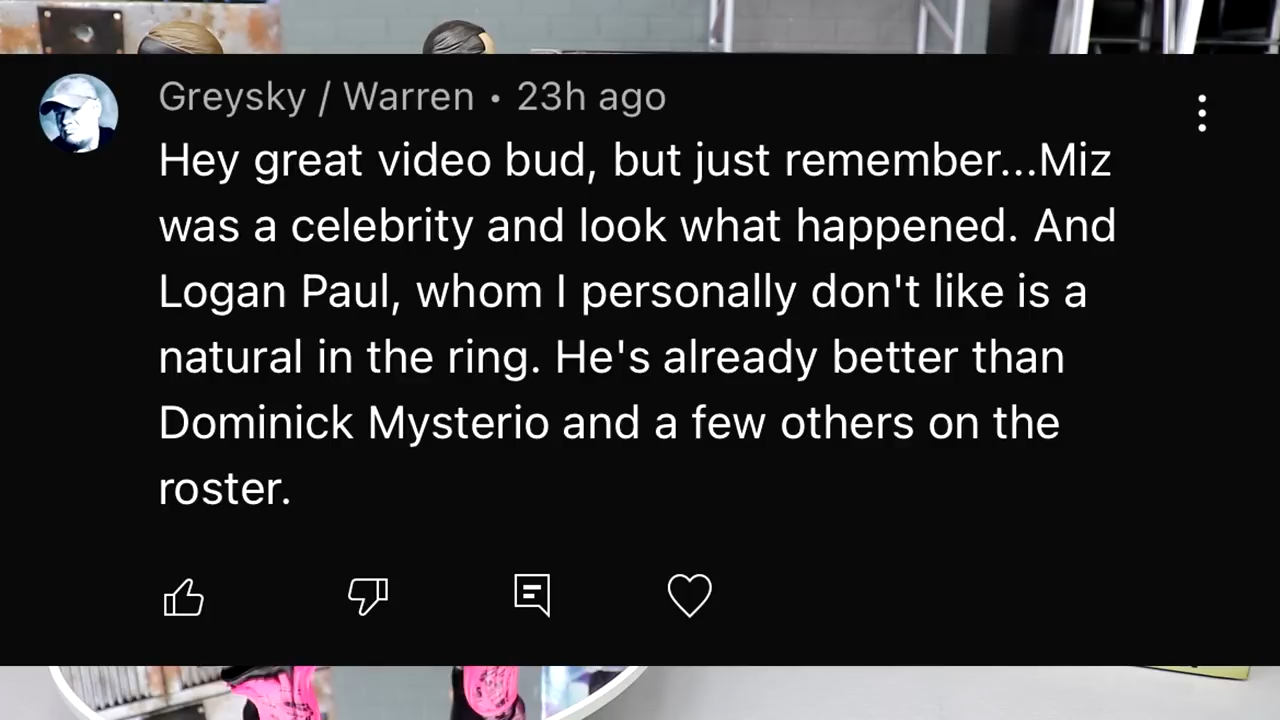 Greysky / Warren • 23h ago
Hey great video bud, but just remember...Miz
was a celebrity and look what happened. And
Logan Paul, whom I personally don't like is a
natural in the ring. He's already better than
Dominick Mysterio and a few others on the
roster.